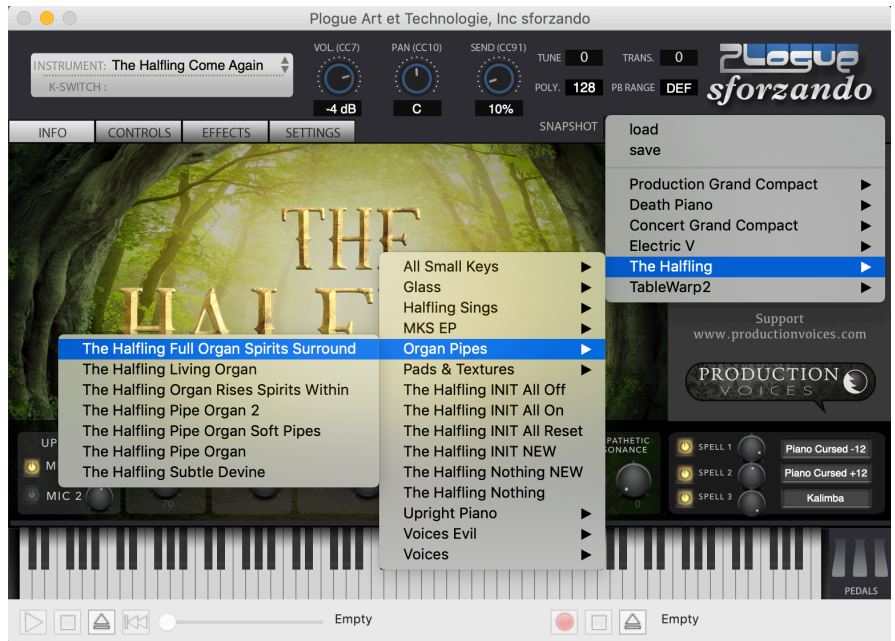 Plogue Art et Technologie, Inc sforzando
INSTRUMENT: The Halfling Come Again
K-SWITCH :
VOL. (CC7)
PAN (CC10)
SEND (CC91)
-4 dB
C
10%
TUNE 0
TRANS. 0
POLY. 128
PB RANGE DEF
PLOGUE
sforzando
INFO
CONTROLS
EFFECTS
SETTINGS
SNAPSHOT
load
save
Production Grand Compact
Death Piano
Concert Grand Compact
Electric V
The Halfling
TableWarp2
THE
All Small Keys
Glass
Halfling Sings
MKS EP
Organ Pipes
Pads & Textures
The Halfling INIT All Off
The Halfling INIT All On
The Halfling INIT All Reset
The Halfling INIT NEW
The Halfling Nothing NEW
The Halfling Nothing
Upright Piano
Voices Evil
Voices
The Halfling Full Organ Spirits Surround
The Halfling Living Organ
The Halfling Organ Rises Spirits Within
The Halfling Pipe Organ 2
The Halfling Pipe Organ Soft Pipes
The Halfling Pipe Organ
The Halfling Subtle Devine
Support
www.productionvoices.com
PRODUCTION
VOICES
MIC 2
70
0
SPELL 1
Piano Cursed -12
SPELL 2
Piano Cursed +12
SPELL 3
Kalimba
PEDALS
Empty
Empty